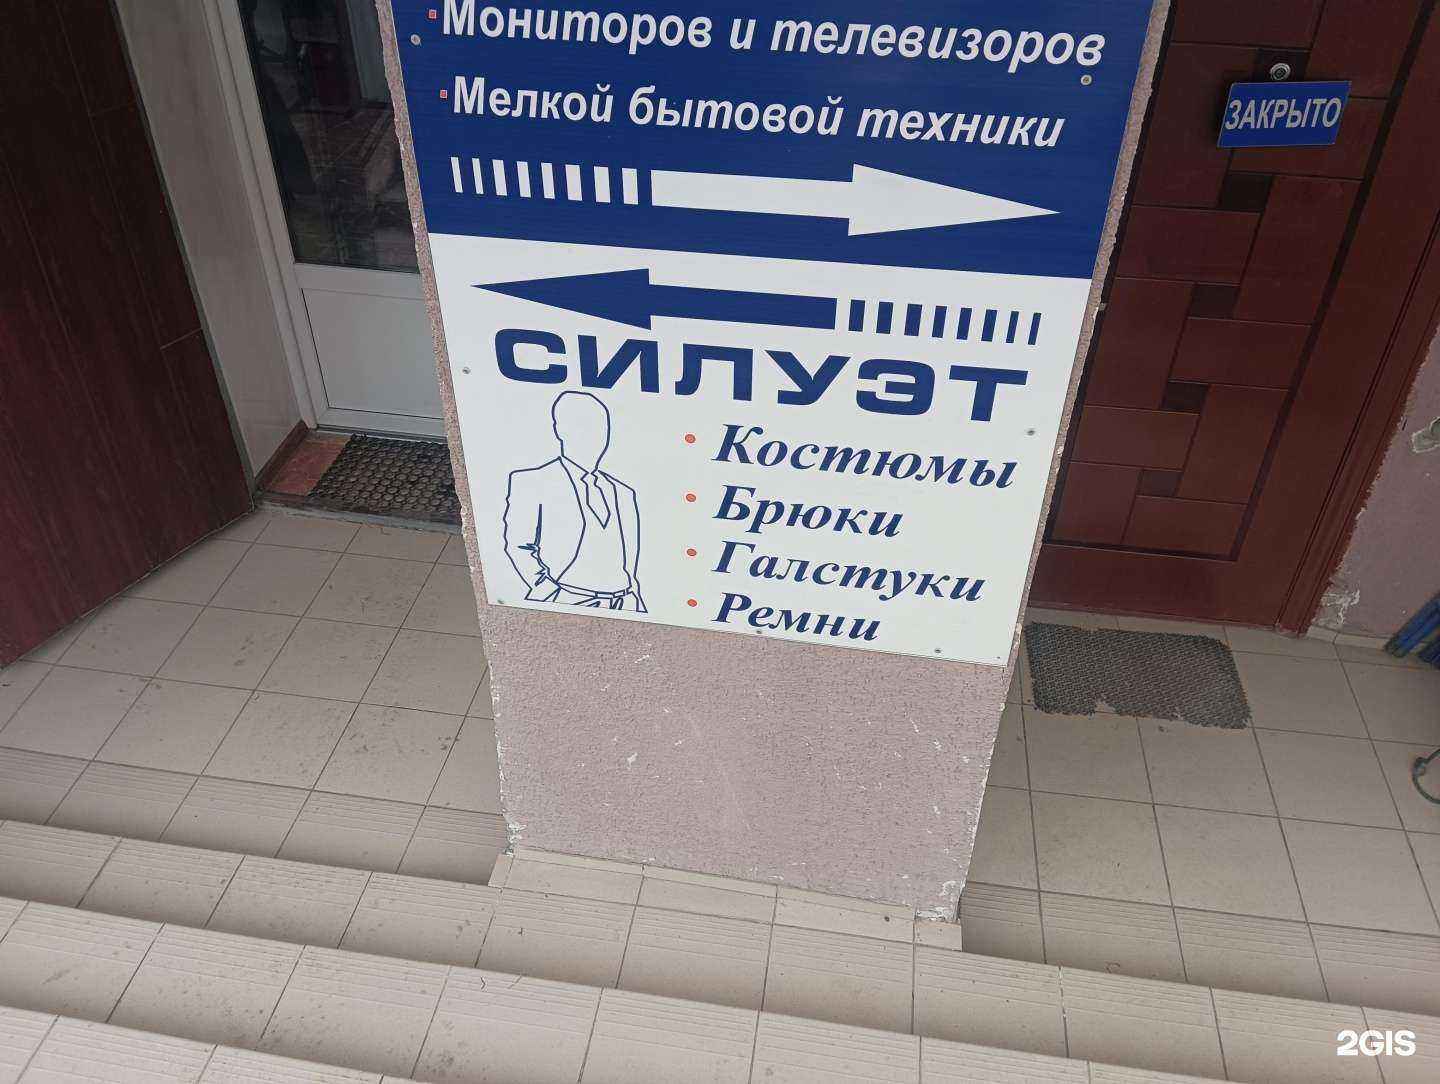 Мониторов и телевизоров
Мелкой бытовой техники
ЗАКРЫТО
СИЛУЭТ
Костюмы
Брюки
Галстуки
Ремни
2GIS